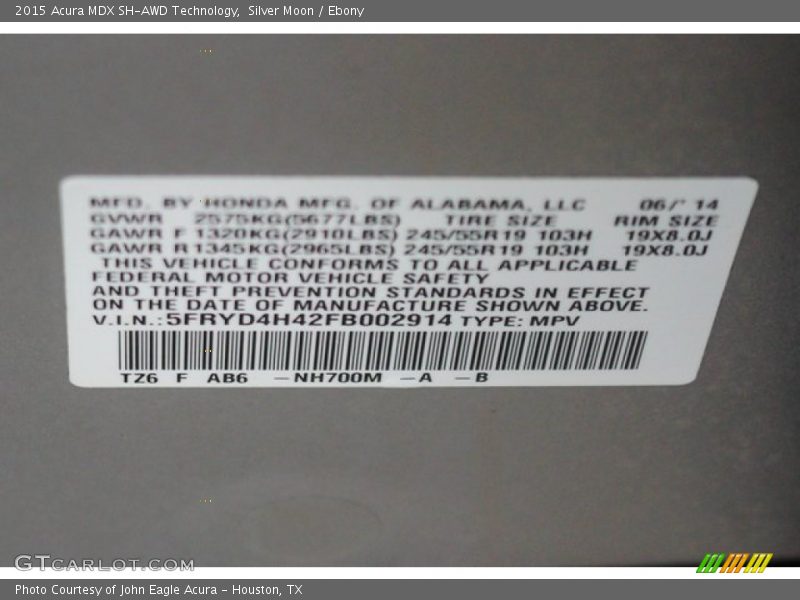 2015 Acura MDX SH-AWD Technology,  Silver Moon / Ebony
MFD. BY HONDA MFG. OF ALABAMA, LLC 06/' 14
GVWR 2575KG(5677LBS) TIRE SIZE RIM SIZE
GAWR F 1320KG(2910LBS) 245/55R19 103H 19X8.0J
GAWR R1345KG(2965LBS) 245/55R19 103H 19X8.0J
THIS VEHICLE CONFORMS TO ALL APPLICABLE
FEDERAL MOTOR VEHICLE SAFETY
AND THEFT PREVENTION STANDARDS IN EFFECT
ON THE DATE OF MANUFACTURE SHOWN ABOVE.
V.I.N.:5FRYD4H42FB002914 TYPE: MPV
TZ6 F AB6 -NH700M -A -B
GTCARLOT.COM
Photo Courtesy of John Eagle Acura - Houston, TX